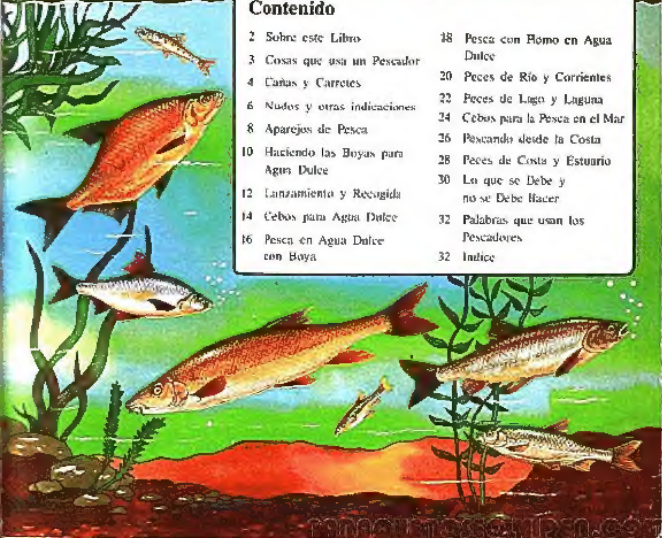 Contenido
2 Sobre este Libro
3 Cosas que usa un Pescador
4 Cañas y Carretes
6 Nudos y otras indicaciones
8 Aparejos de Pesca
10 Haciendo las Boyas para
Agua Dulce
12 Lanzamiento y Recogida
14 Cebos para Agua Dulce
16 Pesca en Agua Dulce
con Boya
18 Pesca con Plomo en Agua
Dulce
20 Peces de Río y Corrientes
22 Peces de Lago y Laguna
24 Cebos para la Pesca en el Mar
26 Pescando desde la Costa
28 Peces de Costa y Estuario
30 Lo que se Debe y
no se Debe Hacer
32 Palabras que usan los
Pescadores
32 Indice